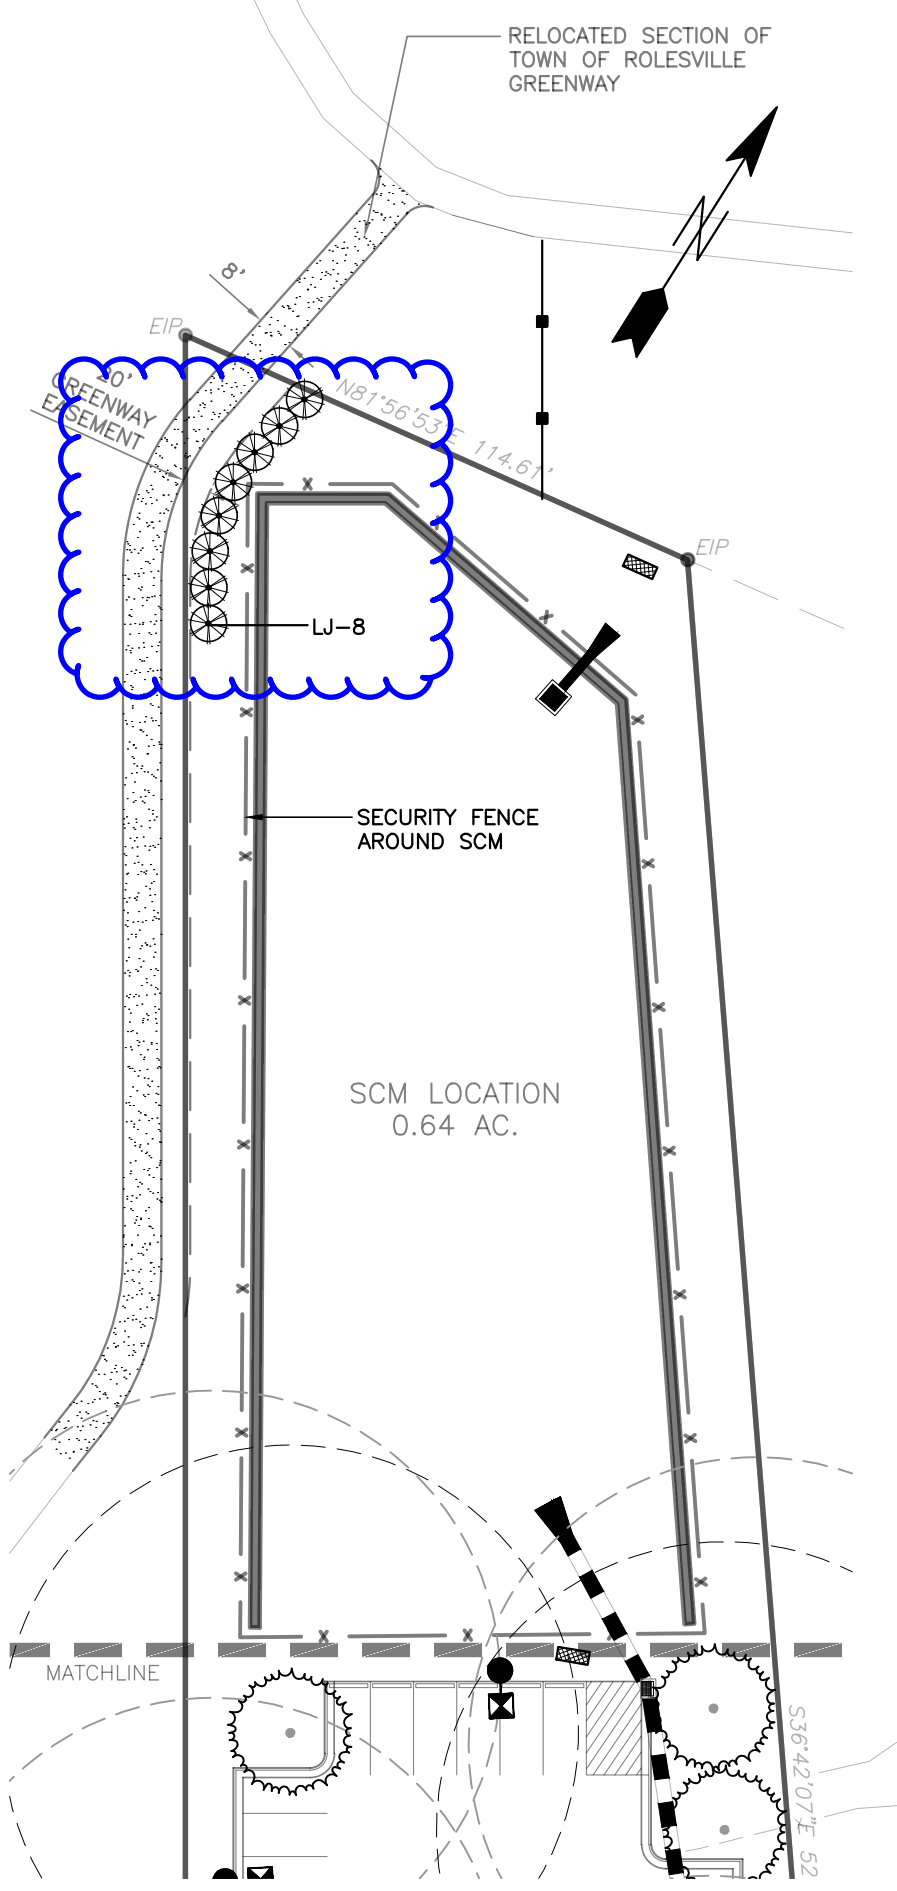 RELOCATED SECTION OF
TOWN OF ROLESVILLE
GREENWAY
8'
EIP
20'
GREENWAY
EASEMENT
N81°56'53"E 114.61'
EIP
LJ-8
SECURITY FENCE
AROUND SCM
SCM LOCATION
0.64 AC.
MATCHLINE
S36°42'07"E 52